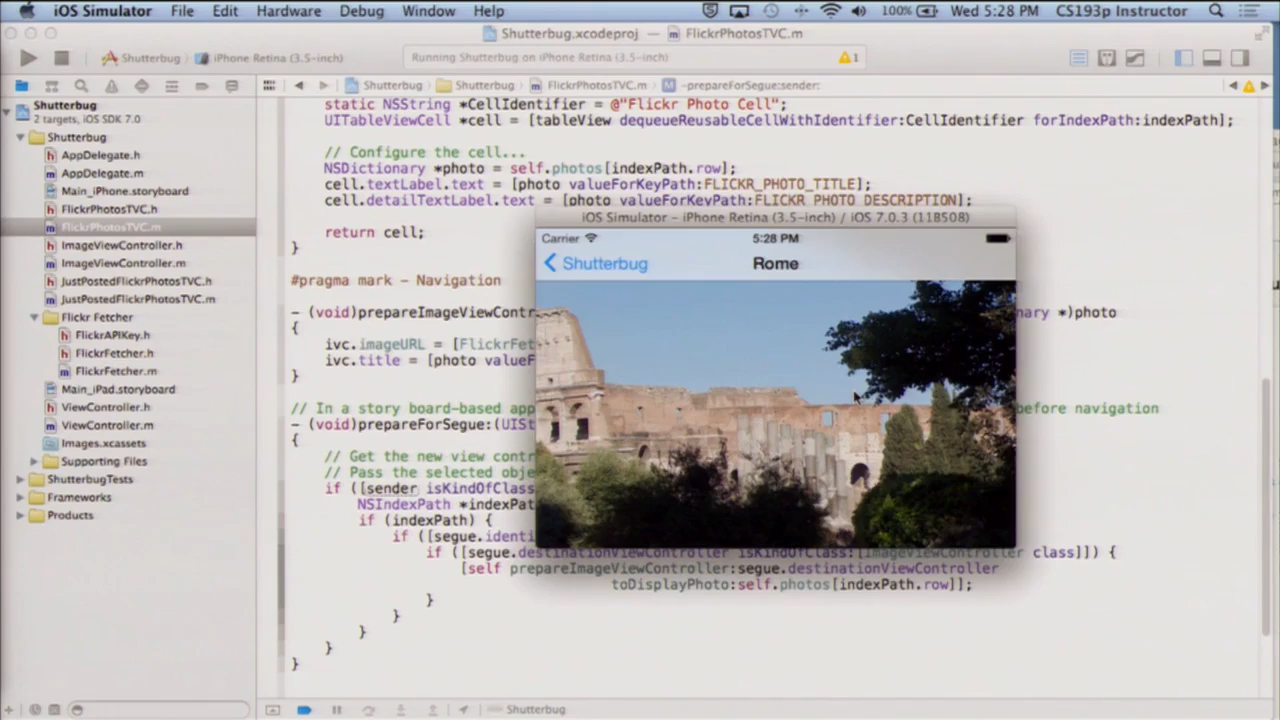 iOS Simulator File Edit Hardware Debug Window Help 100% Wed 5:28 PM CS193p Instructor
Shutterbug.xcodeproj — FlickrPhotosTVC.m
Shutterbug iPhone Retina (3.5-inch) Running Shutterbug on iPhone Retina (3.5-inch) 1
Shutterbug Shutterbug FlickrPhotosTVC.m M -prepareForSegue:sender:
Shutterbug
2 targets, iOS SDK 7.0
Shutterbug
AppDelegate.h
AppDelegate.m
Main_iPhone.storyboard
FlickrPhotosTVC.h
FlickrPhotosTVC.m
ImageViewController.h
ImageViewController.m
JustPostedFlickrPhotosTVC.h
JustPostedFlickrPhotosTVC.m
Flickr Fetcher
FlickrAPIKey.h
FlickrFetcher.h
FlickrFetcher.m
Main_iPad.storyboard
ViewController.h
ViewController.m
Images.xcassets
Supporting Files
ShutterbugTests
Frameworks
Products
static NSString *CellIdentifier = @"Flickr Photo Cell";
UITableViewCell *cell = [tableView dequeueReusableCellWithIdentifier:CellIdentifier forIndexPath:indexPath];
// Configure the cell...
NSDictionary *photo = self.photos[indexPath.row];
cell.textLabel.text = [photo valueForKeyPath:FLICKR_PHOTO_TITLE];
cell.detailTextLabel.text = [photo valueForKeyPath:FLICKR_PHOTO_DESCRIPTION];
return cell;
}
#pragma mark - Navigation
- (void)prepareImageViewContr nary *)photo
{
ivc.imageURL = [FlickrFet
ivc.title = [photo valueF
}
// In a story board-based app before navigation
- (void)prepareForSegue:(UISt
{
// Get the new view contr
// Pass the selected obje
if ([sender isKindOfClass
NSIndexPath *indexPat
if (indexPath) {
if ([segue.identi
if ([segue.destinationViewController isKindOfClass:[ImageViewController class]]) {
[self prepareImageViewController:segue.destinationViewController
toDisplayPhoto:self.photos[indexPath.row]];
}
}
}
}
}
iOS Simulator - iPhone Retina (3.5-inch) / iOS 7.0.3 (11B508)
Carrier 5:28 PM
Shutterbug Rome
Shutterbug